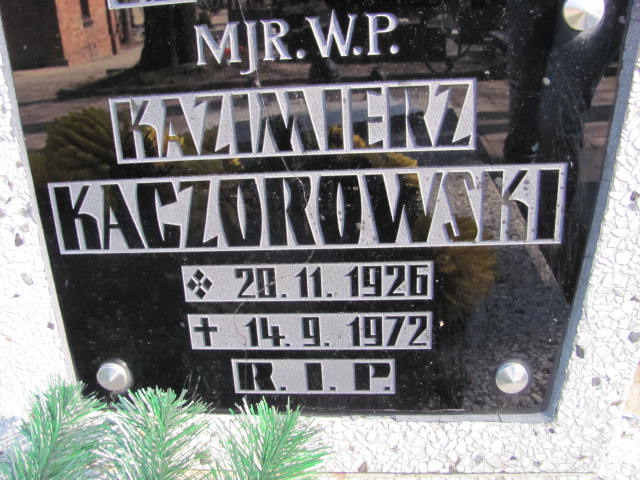 MJR. W.P.
KAZIMIERZ
KACZOROWSKI
20. 11. 1926
✝ 14. 9. 1972
R. I. P.